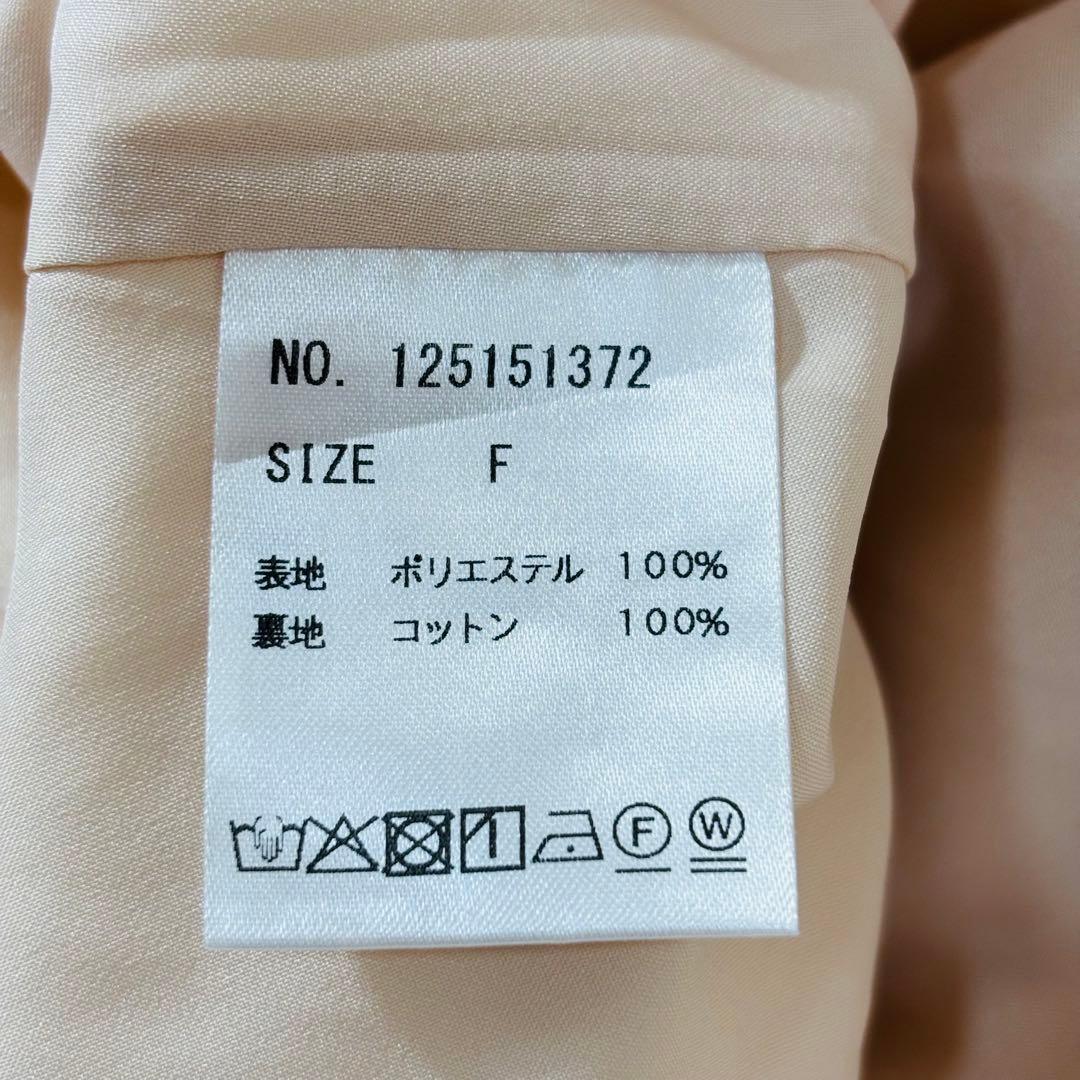 NO. 125151372
SIZE F
表地 ポリエステル 100%
裏地 コットン 100%
F W